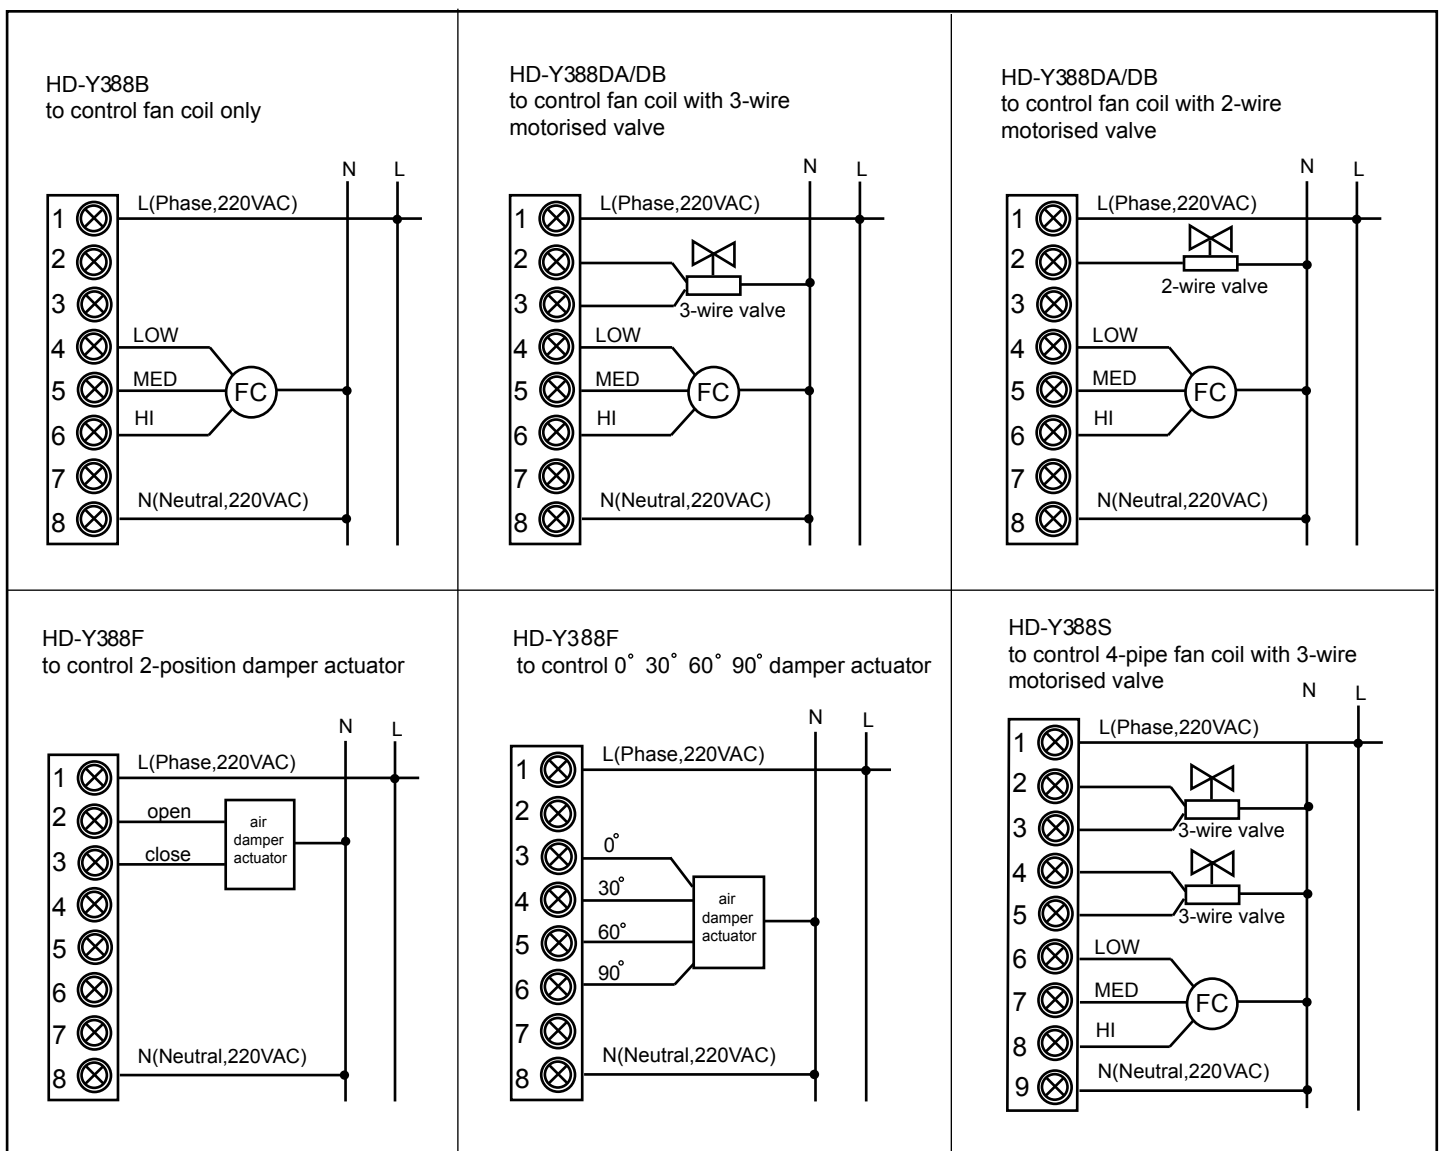 HD-Y388B
to control fan coil only
N L
1 L(Phase,220VAC)
2
3
4 LOW
5 MED FC
6 HI
7
8 N(Neutral,220VAC)
HD-Y388DA/DB
to control fan coil with 3-wire
motorised valve
N L
1 L(Phase,220VAC)
2
3 3-wire valve
4 LOW
5 MED FC
6 HI
7
8 N(Neutral,220VAC)
HD-Y388DA/DB
to control fan coil with 2-wire
motorised valve
N L
1 L(Phase,220VAC)
2
2-wire valve
3
4 LOW
5 MED FC
6 HI
7
8 N(Neutral,220VAC)
HD-Y388F
to control 2-position damper actuator
N L
1 L(Phase,220VAC)
2 open
3 close
air
damper
actuator
4
5
6
7
8 N(Neutral,220VAC)
HD-Y388F
to control 0° 30° 60° 90° damper actuator
N L
1 L(Phase,220VAC)
2
3 0°
4 30°
5 60°
6 90°
air
damper
actuator
7
8 N(Neutral,220VAC)
HD-Y388S
to control 4-pipe fan coil with 3-wire
motorised valve
N L
1 L(Phase,220VAC)
2
3 3-wire valve
4
5 3-wire valve
6 LOW
7 MED FC
8 HI
9 N(Neutral,220VAC)